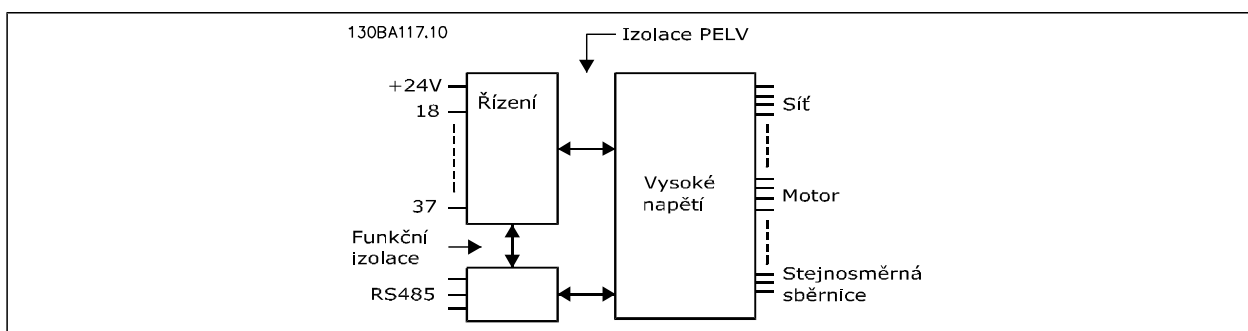 130BA117.10
Izolace PELV
+24V
18
37
Řízení
Vysoké
napětí
Síť
Motor
Stejnosměrná
sběrnice
Funkční
izolace
RS485